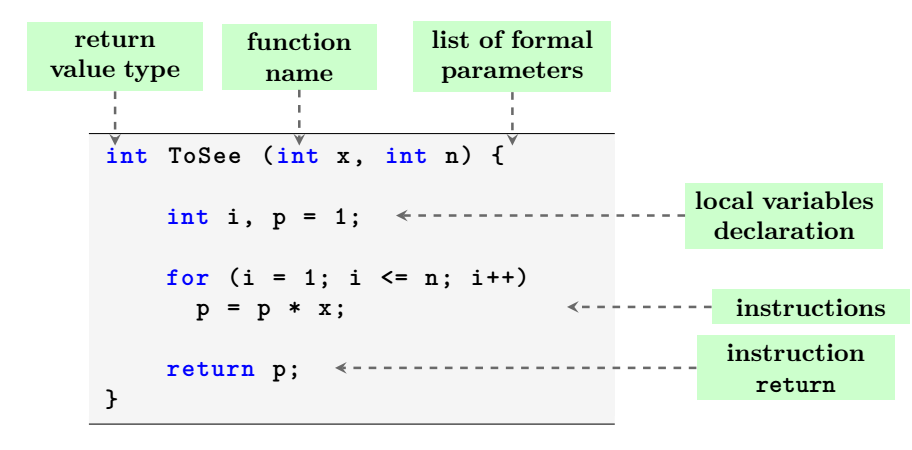 return
value type
function
name
list of formal
parameters
int ToSee (int x, int n) {
int i, p = 1;
local variables
declaration
for (i = 1; i <= n; i++)
p = p * x;
instructions
return p;
instruction
return
}